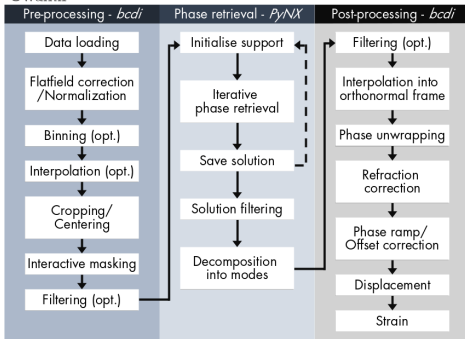 Pre-processing - bcdi
Data loading
Flatfield correction
/Normalization
Binning (opt.)
Interpolation (opt.)
Cropping/
Centering
Interactive masking
Filtering (opt.)
Phase retrieval - PyNX
Initialise support
Iterative
phase retrieval
Save solution
Solution filtering
Decomposition
into modes
Post-processing - bcdi
Filtering (opt.)
Interpolation into
orthonormal frame
Phase unwrapping
Refraction
correction
Phase ramp/
Offset correction
Displacement
Strain